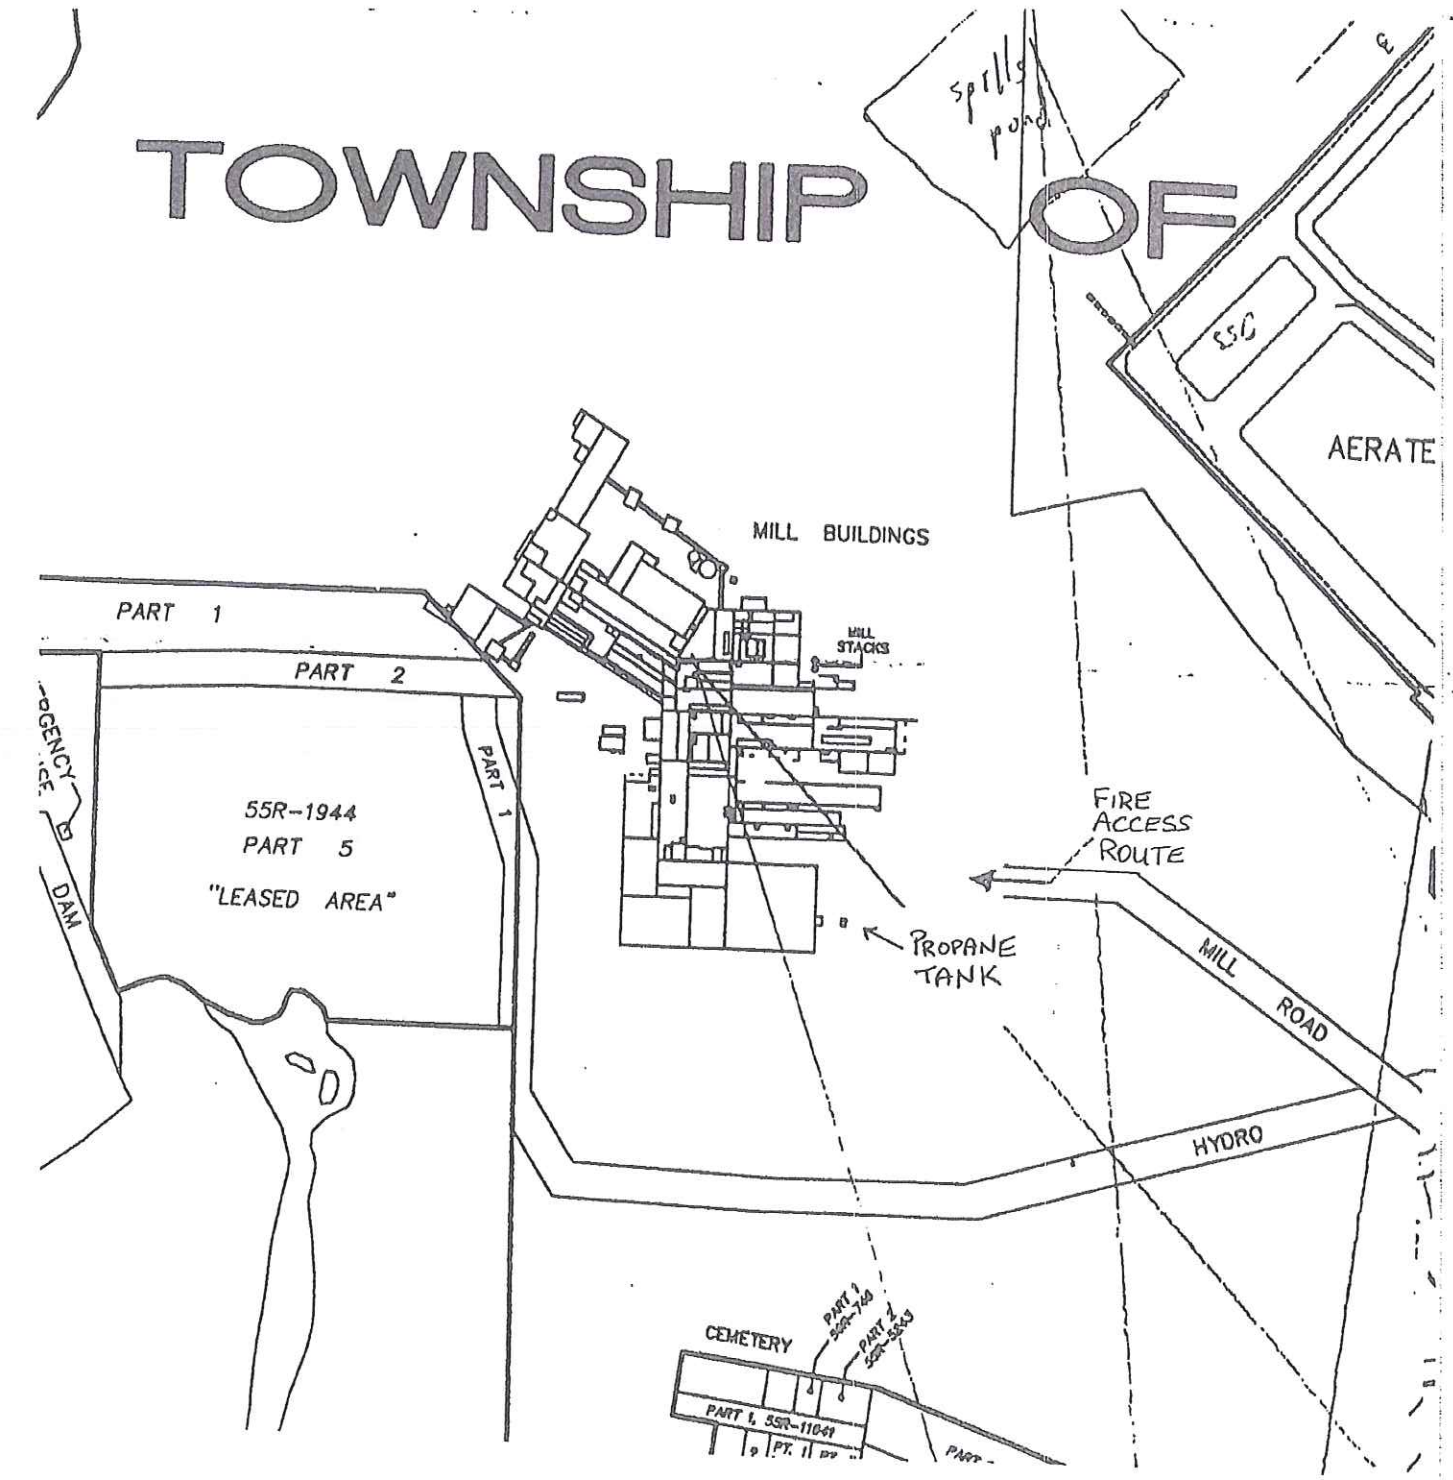 spills
pond
TOWNSHIP OF
AERATE
MILL BUILDINGS
PART 1
MILL
STACKS
PART 2
PART 1
55R-1944
PART 5
"LEASED AREA"
DAM
FIRE
ACCESS
ROUTE
PROPANE
TANK
MILL ROAD
HYDRO
PART 1
PART 2
CEMETERY
PART 1, 55R-11041
PT. 1